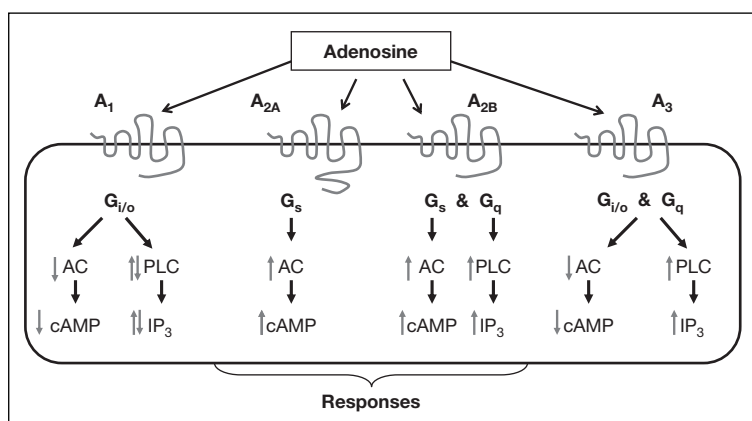 Adenosine
A1 A2A A2B A3
Gi/o Gs Gs & Gq Gi/o & Gq
↓AC ↑↓PLC ↑AC ↑AC ↑PLC ↓AC ↑PLC
↓cAMP ↑↓IP3 ↑cAMP ↑cAMP ↑IP3 ↓cAMP ↑IP3
Responses